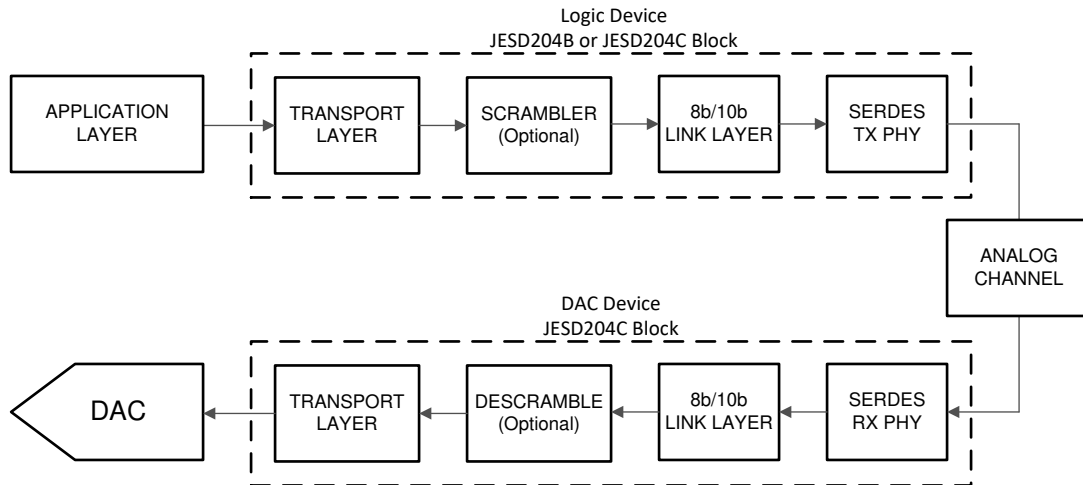 Logic Device
JESD204B or JESD204C Block
APPLICATION
LAYER
TRANSPORT
LAYER
SCRAMBLER
(Optional)
8b/10b
LINK LAYER
SERDES
TX PHY
ANALOG
CHANNEL
DAC Device
JESD204C Block
DAC
TRANSPORT
LAYER
DESCRAMBLE
(Optional)
8b/10b
LINK LAYER
SERDES
RX PHY